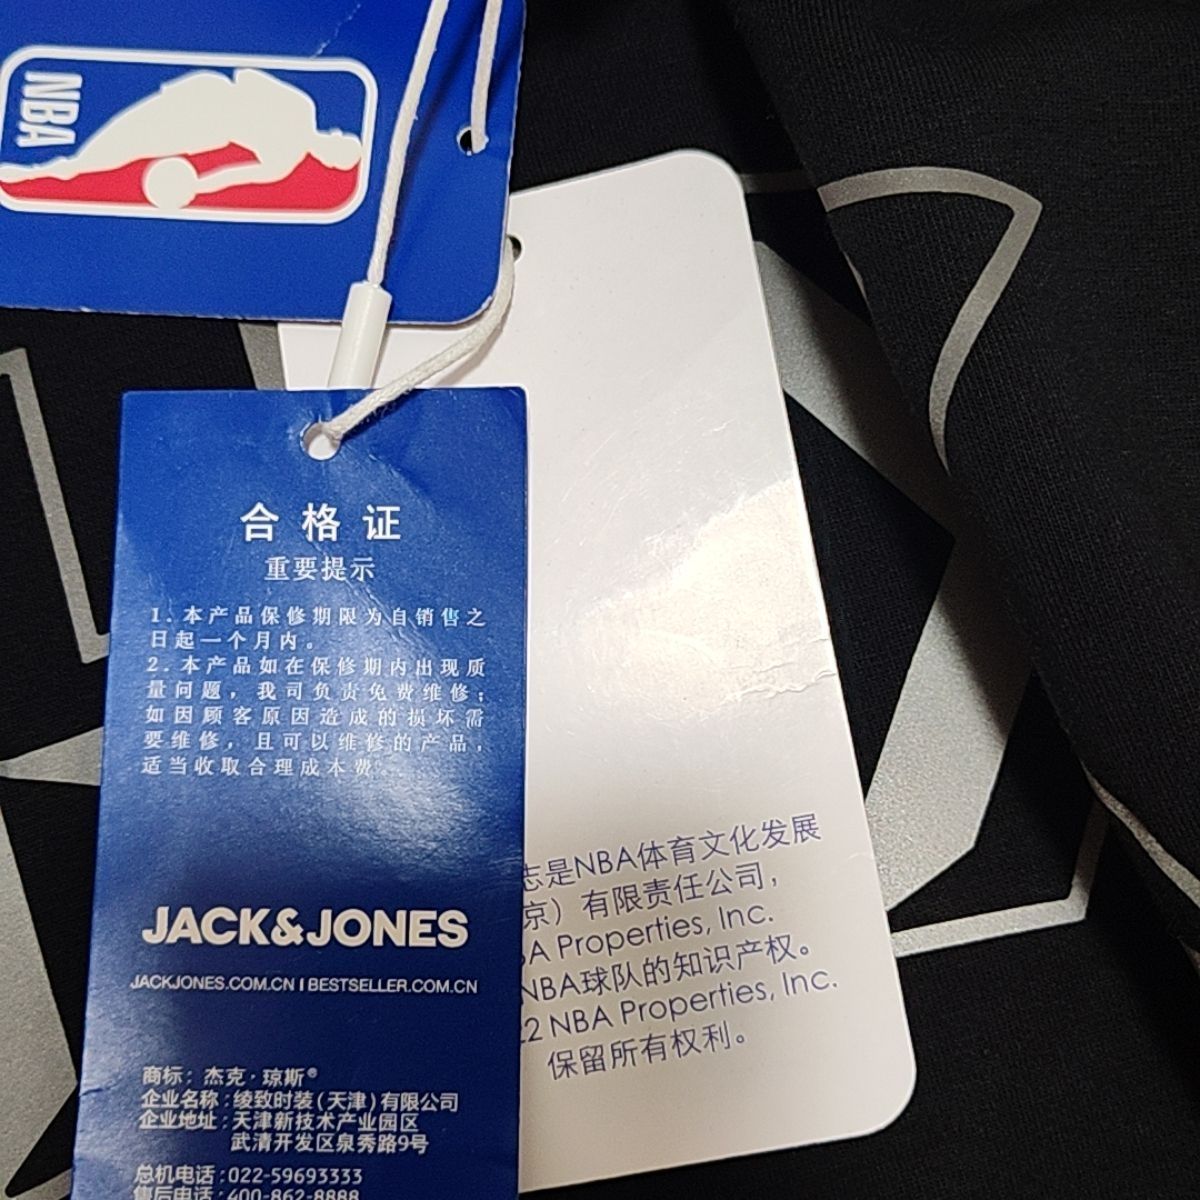 NBA
合格证
重要提示
1.本产品保修期限为自销售之
日起一个月内。
2.本产品如在保修期内出现质
量问题，我司负责免费维修；
如因顾客原因造成的损坏需
要维修，且可以维修的产品，
适当收取合理成本费。
JACK&JONES
JACKJONES.COM.CN I BESTSELLER.COM.CN
商标：杰克·琼斯®
企业名称：绫致时装（天津）有限公司
企业地址：天津新技术产业园区
武清开发区泉秀路9号
总机电话：022-59693333
售后电话：400-862-8888
志是NBA体育文化发展
京）有限责任公司，
BA Properties, Inc.
NBA球队的知识产权。
22 NBA Properties, Inc.
保留所有权利。